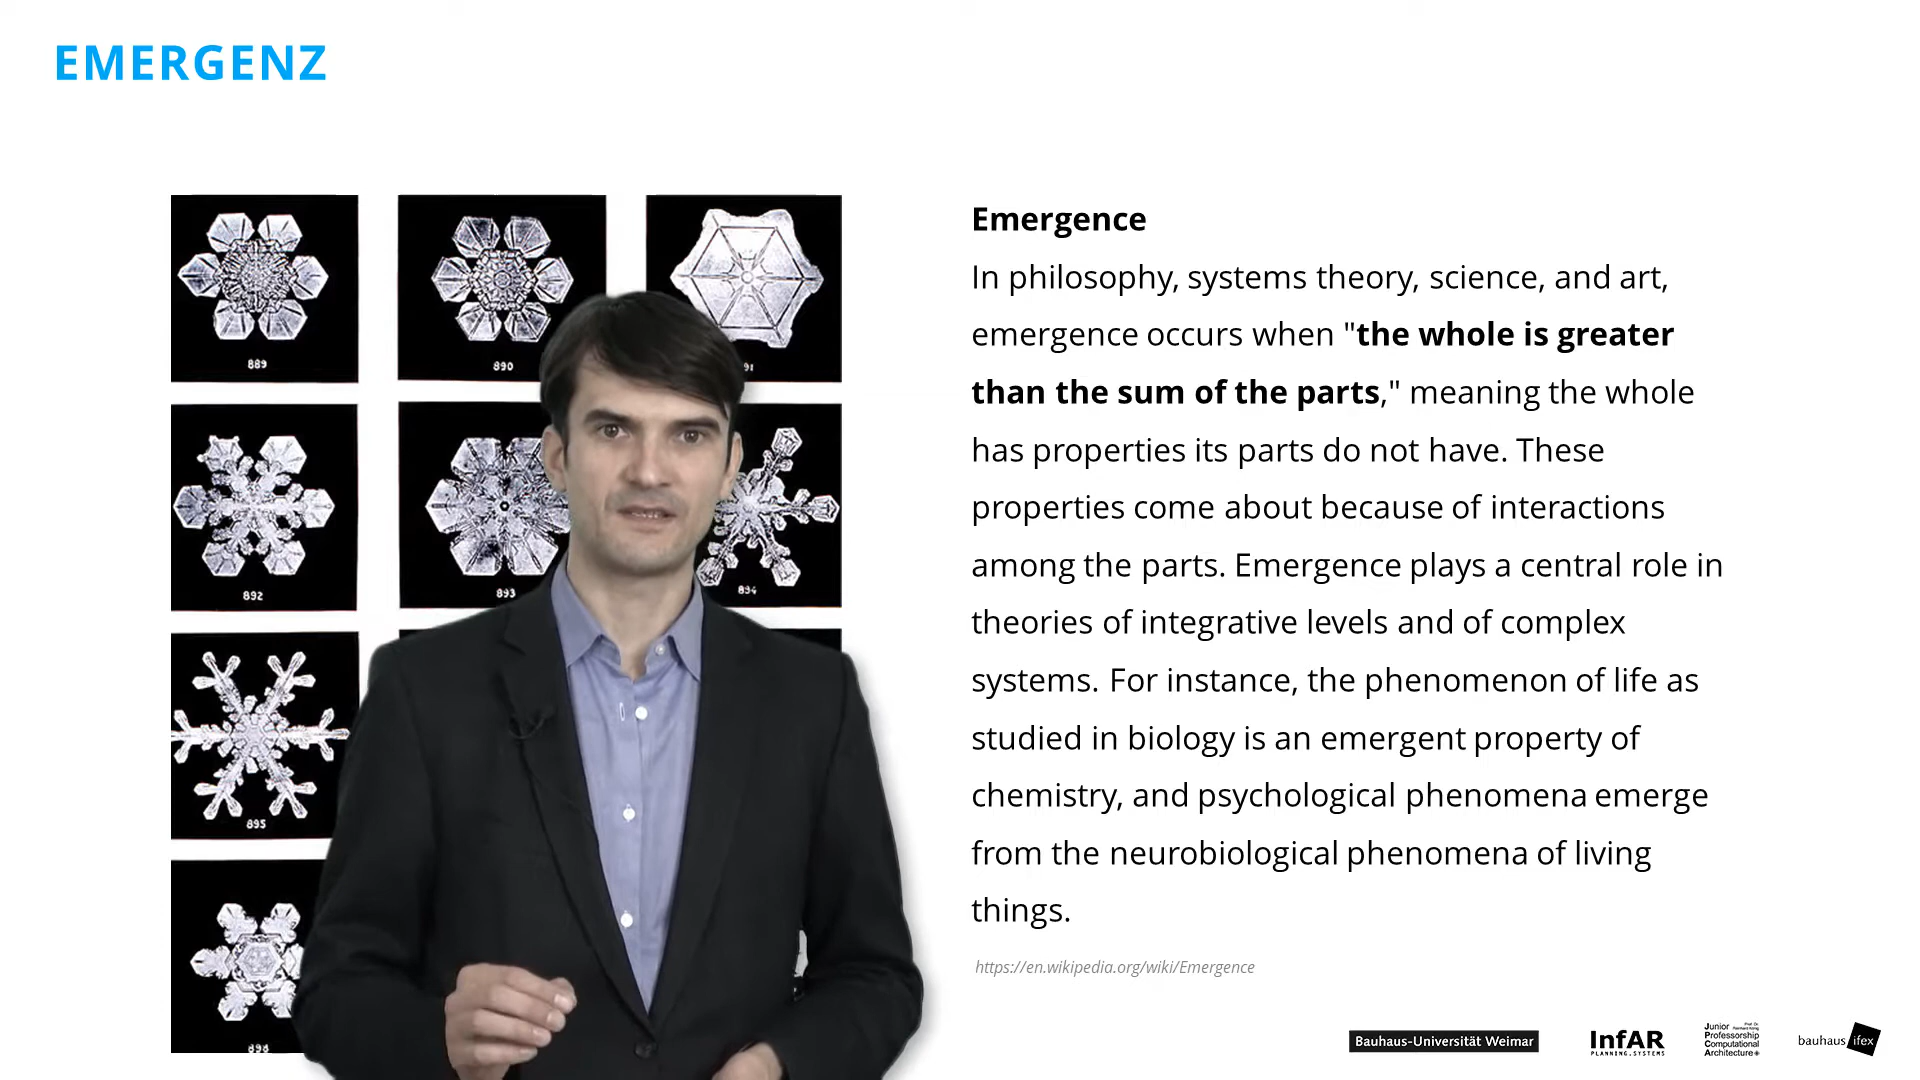 EMERGENZ
889
890
91
892
893
894
895
898
Emergence
In philosophy, systems theory, science, and art,
emergence occurs when "the whole is greater
than the sum of the parts," meaning the whole
has properties its parts do not have. These
properties come about because of interactions
among the parts. Emergence plays a central role in
theories of integrative levels and of complex
systems. For instance, the phenomenon of life as
studied in biology is an emergent property of
chemistry, and psychological phenomena emerge
from the neurobiological phenomena of living
things.
https://en.wikipedia.org/wiki/Emergence
Bauhaus-Universität Weimar
InfAR
PLANNING.SYSTEMS
Junior
Professorship
Computational
Architecture
bauhaus ifex